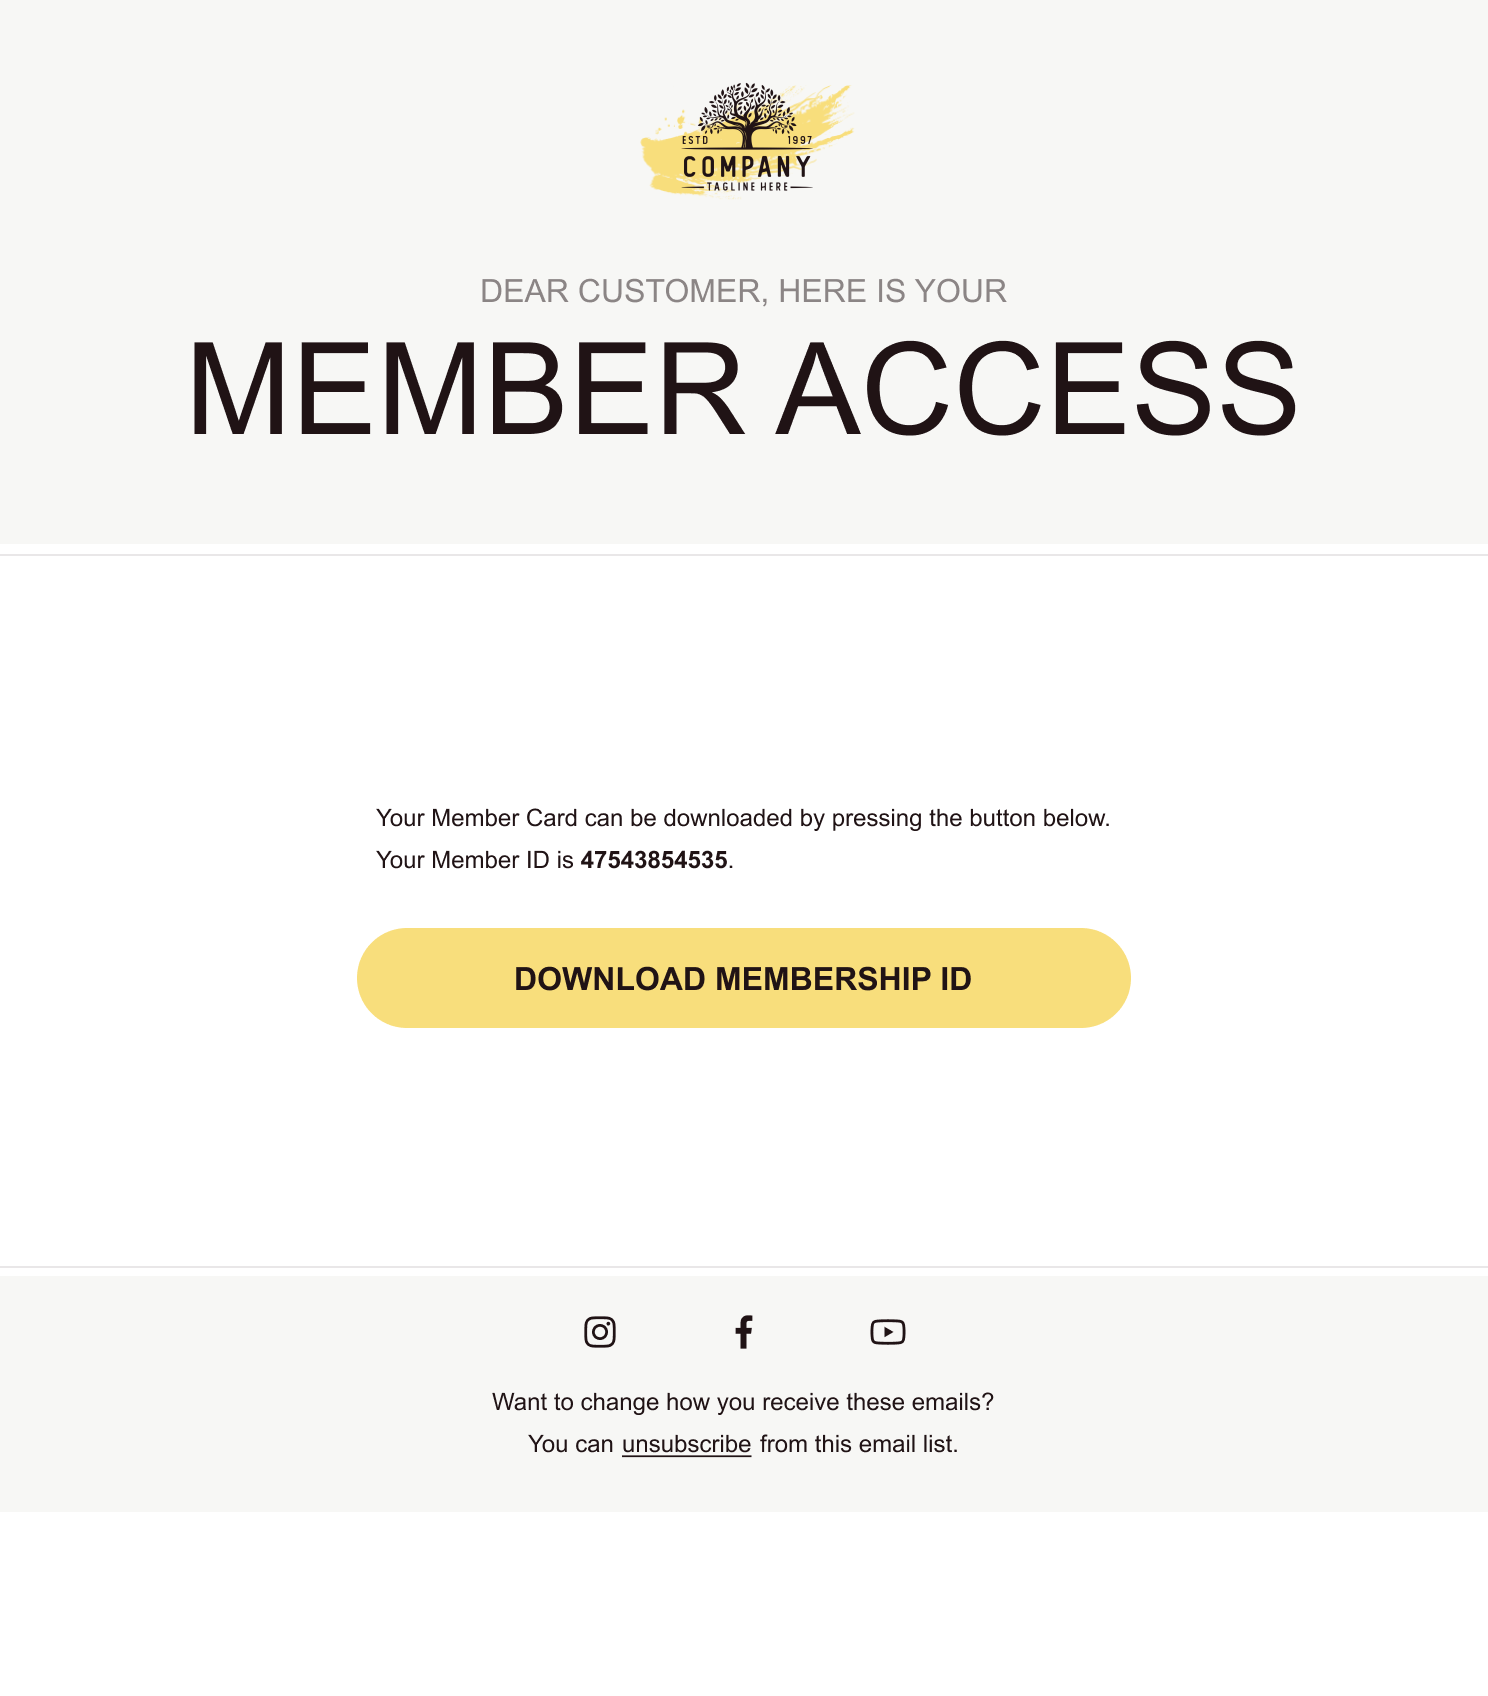 ESTD 1997
COMPANY
TAGLINE HERE
DEAR CUSTOMER, HERE IS YOUR
MEMBER ACCESS
Your Member Card can be downloaded by pressing the button below.
Your Member ID is 47543854535.
DOWNLOAD MEMBERSHIP ID
Want to change how you receive these emails?
You can unsubscribe from this email list.